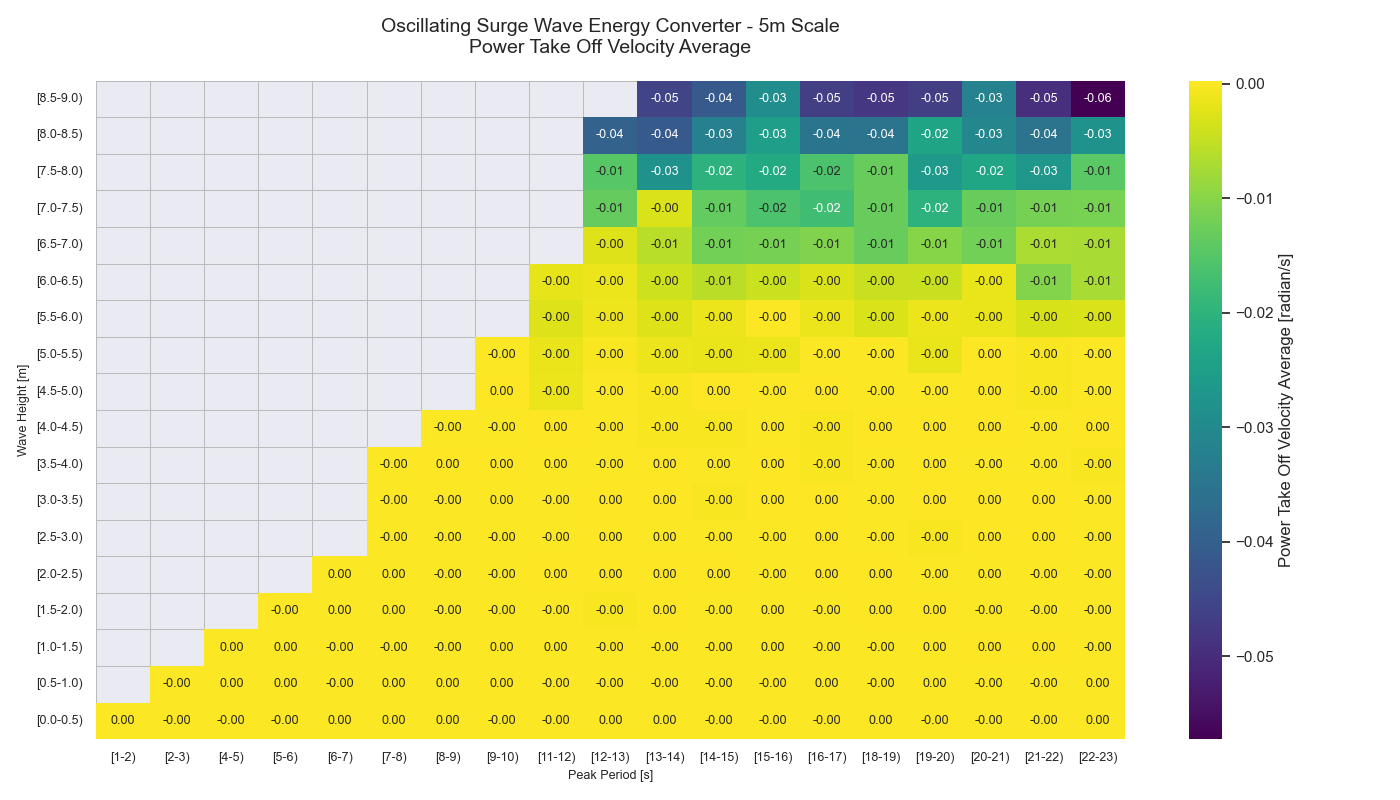 Oscillating Surge Wave Energy Converter - 5m Scale
Power Take Off Velocity Average
[8.5-9.0) -0.05 -0.04 -0.03 -0.05 -0.05 -0.05 -0.03 -0.05 -0.06
[8.0-8.5) -0.04 -0.04 -0.03 -0.03 -0.04 -0.04 -0.02 -0.03 -0.04 -0.03
[7.5-8.0) -0.01 -0.03 -0.02 -0.02 -0.02 -0.01 -0.03 -0.02 -0.03 -0.01
[7.0-7.5) -0.01 -0.00 -0.01 -0.02 -0.02 -0.01 -0.02 -0.01 -0.01 -0.01
[6.5-7.0) -0.00 -0.01 -0.01 -0.01 -0.01 -0.01 -0.01 -0.01 -0.01 -0.01
[6.0-6.5) -0.00 -0.00 -0.00 -0.01 -0.00 -0.00 -0.00 -0.00 -0.00 -0.01 -0.01
[5.5-6.0) -0.00 -0.00 -0.00 -0.00 -0.00 -0.00 -0.00 -0.00 -0.00 -0.00 -0.00
[5.0-5.5) -0.00 -0.00 -0.00 -0.00 -0.00 -0.00 -0.00 -0.00 -0.00 0.00 -0.00 -0.00
[4.5-5.0) 0.00 -0.00 -0.00 -0.00 0.00 -0.00 0.00 -0.00 -0.00 0.00 -0.00 -0.00
[4.0-4.5) -0.00 -0.00 0.00 -0.00 -0.00 -0.00 0.00 -0.00 0.00 0.00 0.00 -0.00 0.00
[3.5-4.0) -0.00 0.00 0.00 0.00 -0.00 0.00 0.00 0.00 -0.00 -0.00 0.00 -0.00 0.00 -0.00
[3.0-3.5) -0.00 -0.00 0.00 -0.00 0.00 0.00 -0.00 0.00 0.00 -0.00 0.00 0.00 0.00 -0.00
[2.5-3.0) -0.00 -0.00 -0.00 -0.00 -0.00 0.00 -0.00 -0.00 0.00 -0.00 -0.00 0.00 -0.00 -0.00
[2.0-2.5) 0.00 0.00 -0.00 -0.00 0.00 0.00 0.00 0.00 -0.00 0.00 0.00 -0.00 0.00 -0.00 -0.00
[1.5-2.0) -0.00 0.00 0.00 -0.00 -0.00 -0.00 -0.00 0.00 -0.00 0.00 -0.00 0.00 0.00 -0.00 -0.00 -0.00
[1.0-1.5) 0.00 0.00 -0.00 -0.00 -0.00 0.00 0.00 -0.00 -0.00 -0.00 0.00 -0.00 -0.00 0.00 0.00 -0.00 -0.00
[0.5-1.0) -0.00 0.00 0.00 -0.00 0.00 0.00 0.00 0.00 -0.00 -0.00 -0.00 -0.00 0.00 -0.00 0.00 -0.00 -0.00 0.00
[0.0-0.5) 0.00 -0.00 -0.00 -0.00 0.00 0.00 0.00 -0.00 -0.00 0.00 0.00 -0.00 -0.00 -0.00 0.00 -0.00 -0.00 -0.00 0.00
[1-2) [2-3) [4-5) [5-6) [6-7) [7-8) [8-9) [9-10) [11-12) [12-13) [13-14) [14-15) [15-16) [16-17) [18-19) [19-20) [20-21) [21-22) [22-23)
Peak Period [s]
Wave Height [m]
0.00
−0.01
−0.02
−0.03
−0.04
−0.05
Power Take Off Velocity Average [radian/s]